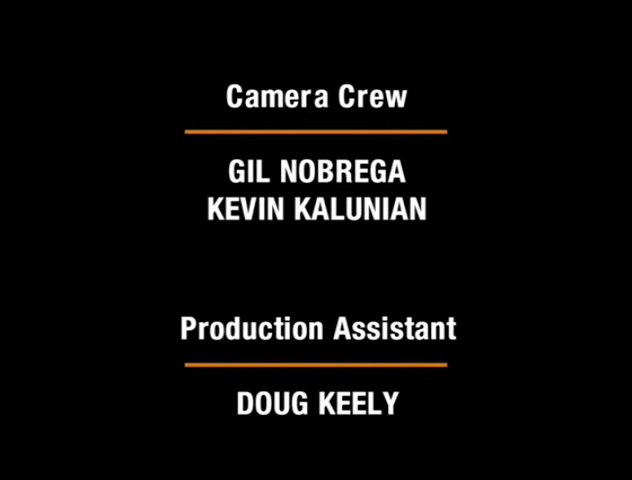 Camera Crew
GIL NOBREGA
KEVIN KALUNIAN
Production Assistant
DOUG KEELY